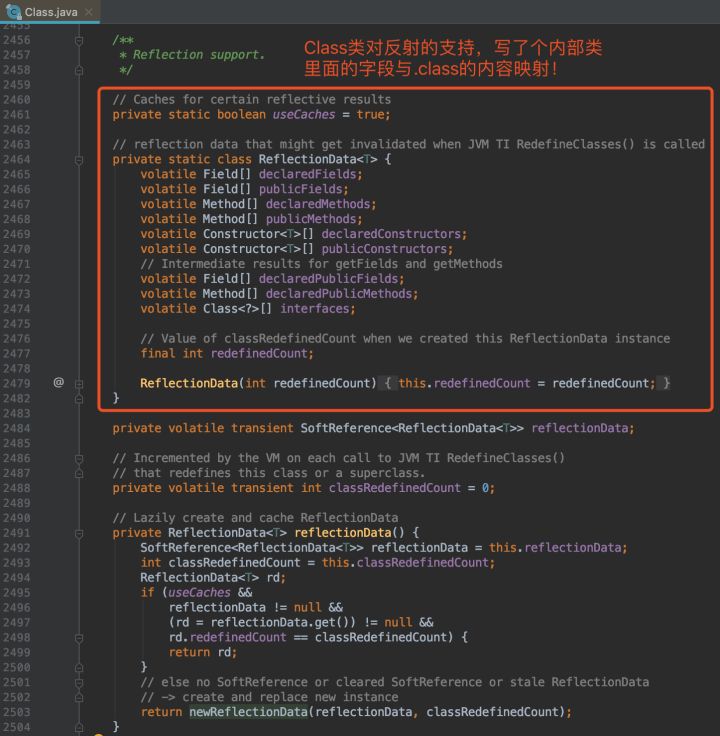 Class.java
2455
2456 /**
2457 * Reflection support.
2458 */
Class类对反射的支持，写了个内部类
里面的字段与.class的内容映射！
2459
2460 // Caches for certain reflective results
2461 private static boolean useCaches = true;
2462
2463 // reflection data that might get invalidated when JVM TI RedefineClasses() is called
2464 private static class ReflectionData<T> {
2465 volatile Field[] declaredFields;
2466 volatile Field[] publicFields;
2467 volatile Method[] declaredMethods;
2468 volatile Method[] publicMethods;
2469 volatile Constructor<T>[] declaredConstructors;
2470 volatile Constructor<T>[] publicConstructors;
2471 // Intermediate results for getFields and getMethods
2472 volatile Field[] declaredPublicFields;
2473 volatile Method[] declaredPublicMethods;
2474 volatile Class<?>[] interfaces;
2475
2476 // Value of classRedefinedCount when we created this ReflectionData instance
2477 final int redefinedCount;
2478
2479 @ ReflectionData(int redefinedCount) { this.redefinedCount = redefinedCount; }
2482 }
2483
2484 private volatile transient SoftReference<ReflectionData<T>> reflectionData;
2485
2486 // Incremented by the VM on each call to JVM TI RedefineClasses()
2487 // that redefines this class or a superclass.
2488 private volatile transient int classRedefinedCount = 0;
2489
2490 // Lazily create and cache ReflectionData
2491 private ReflectionData<T> reflectionData() {
2492 SoftReference<ReflectionData<T>> reflectionData = this.reflectionData;
2493 int classRedefinedCount = this.classRedefinedCount;
2494 ReflectionData<T> rd;
2495 if (useCaches &&
2496 reflectionData != null &&
2497 (rd = reflectionData.get()) != null &&
2498 rd.redefinedCount == classRedefinedCount) {
2499 return rd;
2500 }
2501 // else no SoftReference or cleared SoftReference or stale ReflectionData
2502 // -> create and replace new instance
2503 return newReflectionData(reflectionData, classRedefinedCount);
2504 }